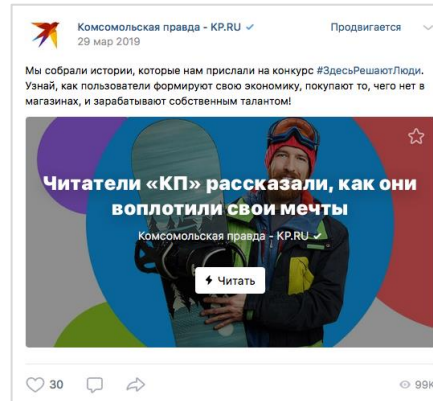 Комсомольская правда - KP.RU
Продвигается
29 мар 2019
Мы собрали истории, которые нам прислали на конкурс #ЗдесьРешаютЛюди.
Узнай, как пользователи формируют свою экономику, покупают то, чего нет в
магазинах, и зарабатывают собственным талантом!
Читатели «КП» рассказали, как они
воплотили свои мечты
Комсомольская правда - KP.RU
Читать
30
99K